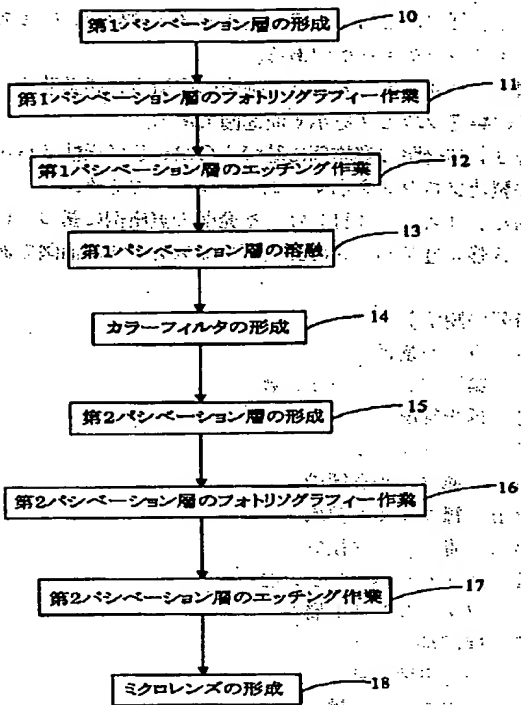 第1パシベーション層の形成 10
第1パシベーション層のフォトリソグラフィー作業 11
第1パシベーション層のエッチング作業 12
第1パシベーション層の溶融 13
カラーフィルタの形成 14
第2パシベーション層の形成 15
第2パシベーション層のフォトリソグラフィー作業 16
第2パシベーション層のエッチング作業 17
ミクロレンズの形成 18